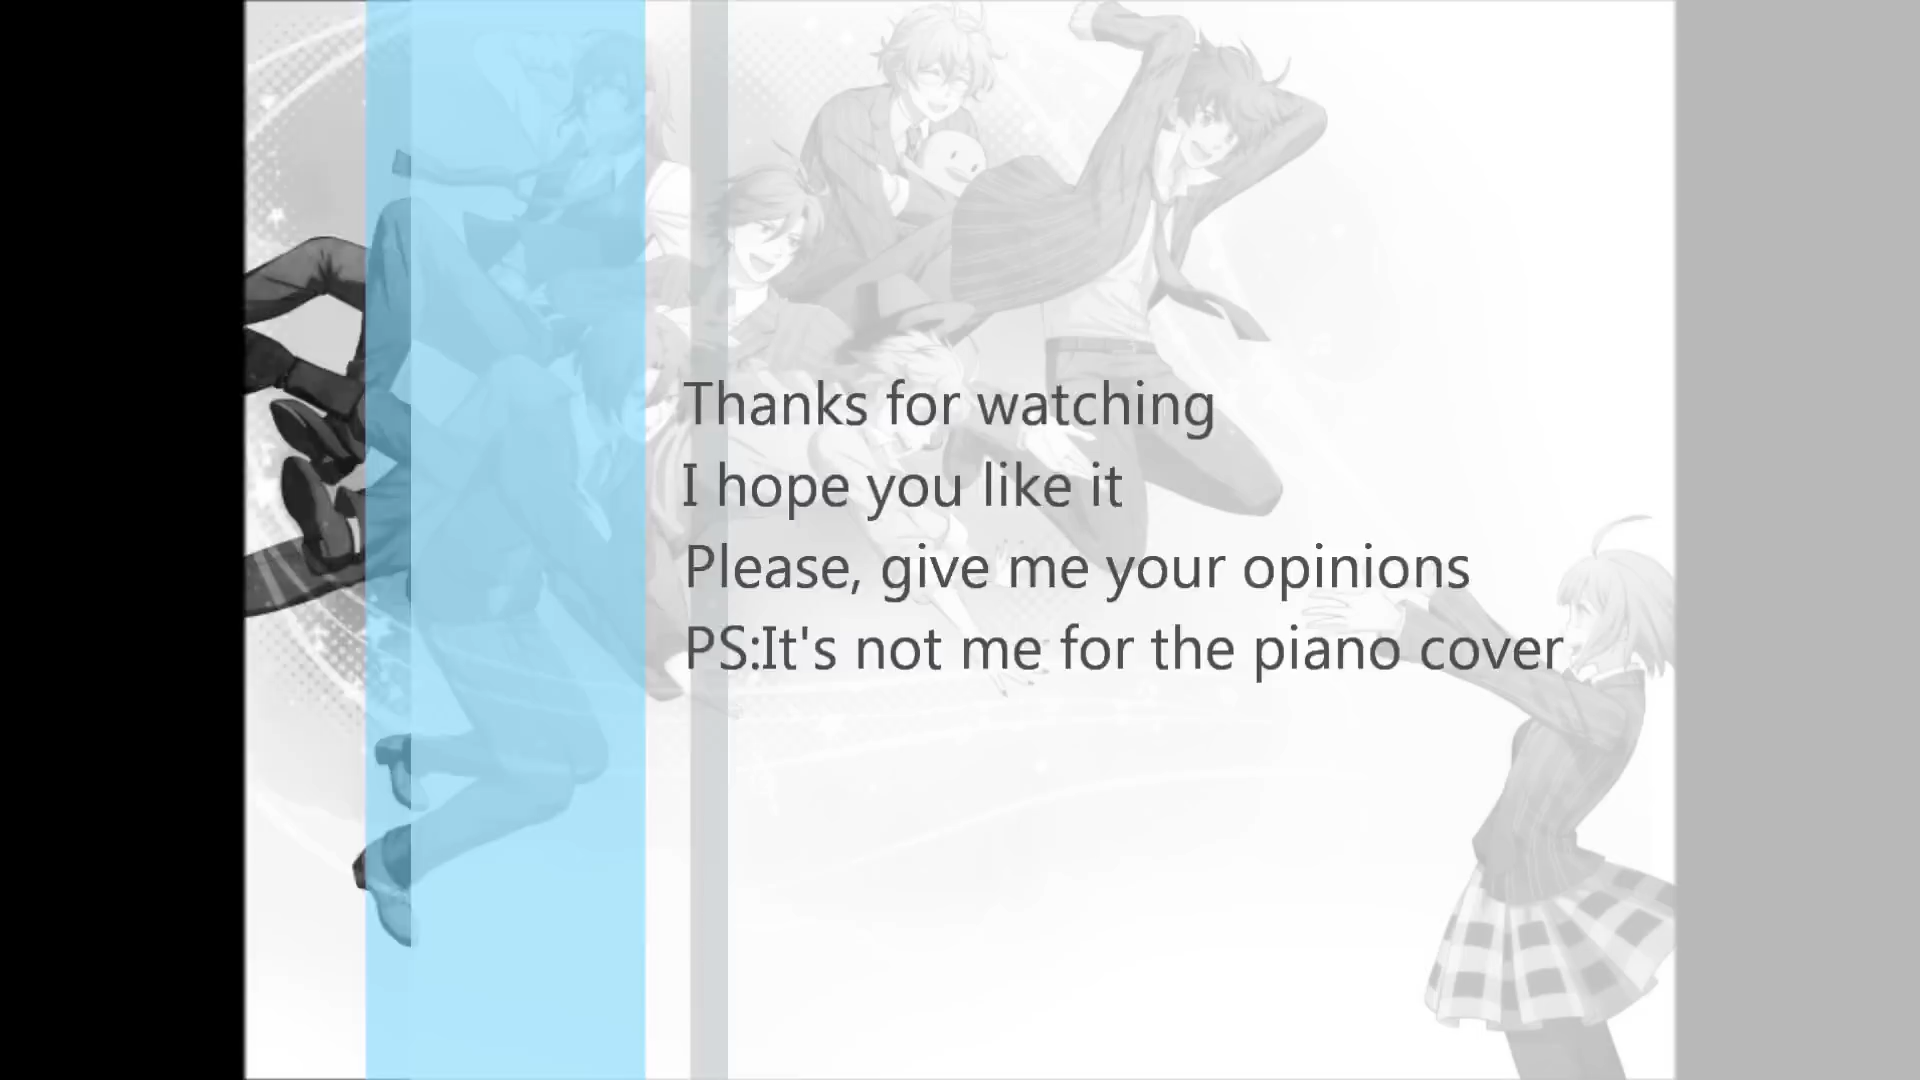 Thanks for watching
I hope you like it
Please, give me your opinions
PS:It's not me for the piano cover